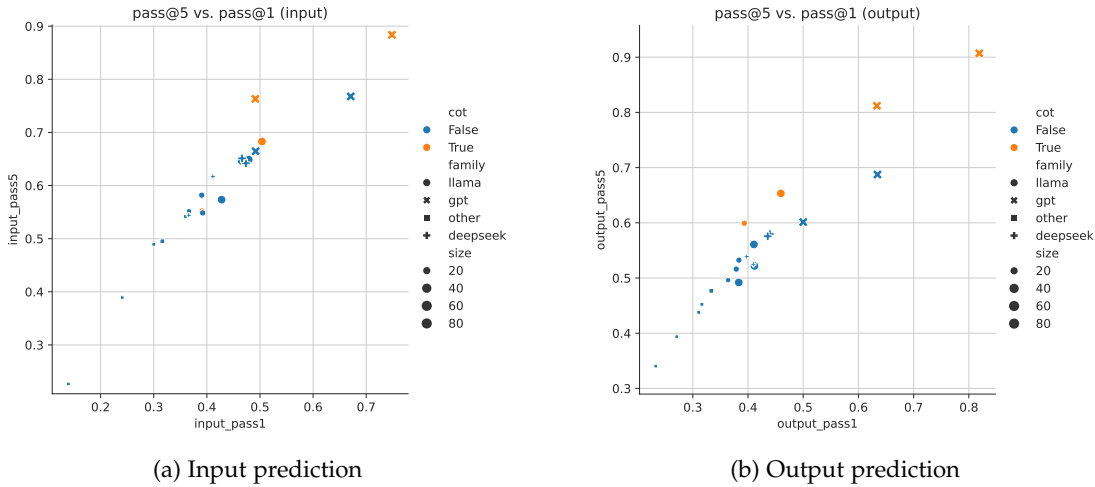 pass@5 vs. pass@1 (input)
0.9
0.8
0.7
0.6
0.5
0.4
0.3
input_pass5
0.2 0.3 0.4 0.5 0.6 0.7
input_pass1
cot
False
True
family
llama
gpt
other
deepseek
size
20
40
60
80
(a) Input prediction
pass@5 vs. pass@1 (output)
0.9
0.8
0.7
0.6
0.5
0.4
0.3
output_pass5
0.3 0.4 0.5 0.6 0.7 0.8
output_pass1
cot
False
True
family
llama
gpt
other
deepseek
size
20
40
60
80
(b) Output prediction